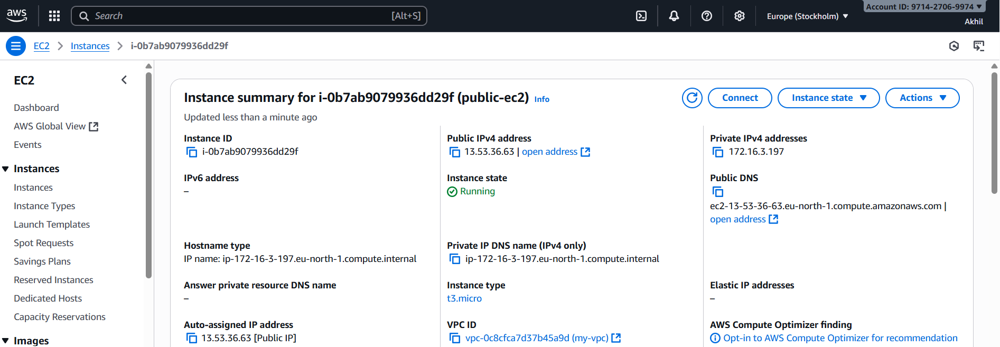 aws
Search [Alt+S]
Europe (Stockholm)
Account ID: 9714-2706-9974
Akhil
EC2
Instances
i-0b7ab9079936dd29f
EC2
Dashboard
AWS Global View
Events
Instances
Instances
Instance Types
Launch Templates
Spot Requests
Savings Plans
Reserved Instances
Dedicated Hosts
Capacity Reservations
Images
Instance summary for i-0b7ab9079936dd29f (public-ec2) Info
Updated less than a minute ago
Connect
Instance state
Actions
Instance ID
i-0b7ab9079936dd29f
Public IPv4 address
13.53.36.63 | open address
Private IPv4 addresses
172.16.3.197
IPv6 address
–
Instance state
Running
Public DNS
ec2-13-53-36-63.eu-north-1.compute.amazonaws.com |
open address
Hostname type
IP name: ip-172-16-3-197.eu-north-1.compute.internal
Private IP DNS name (IPv4 only)
ip-172-16-3-197.eu-north-1.compute.internal
Answer private resource DNS name
–
Instance type
t3.micro
Elastic IP addresses
–
Auto-assigned IP address
13.53.36.63 [Public IP]
VPC ID
vpc-0c8cfca7d37b45a9d (my-vpc)
AWS Compute Optimizer finding
Opt-in to AWS Compute Optimizer for recommendation